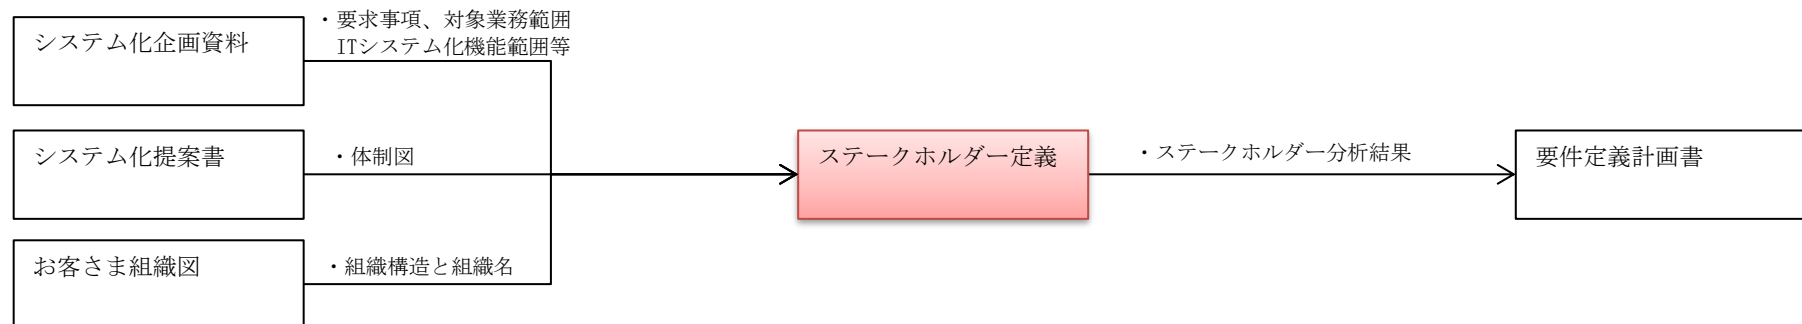 システム化企画資料
・要求事項、対象業務範囲
ITシステム化機能範囲等
システム化提案書
・体制図
ステークホルダー定義
・ステークホルダー分析結果
要件定義計画書
お客さま組織図
・組織構造と組織名